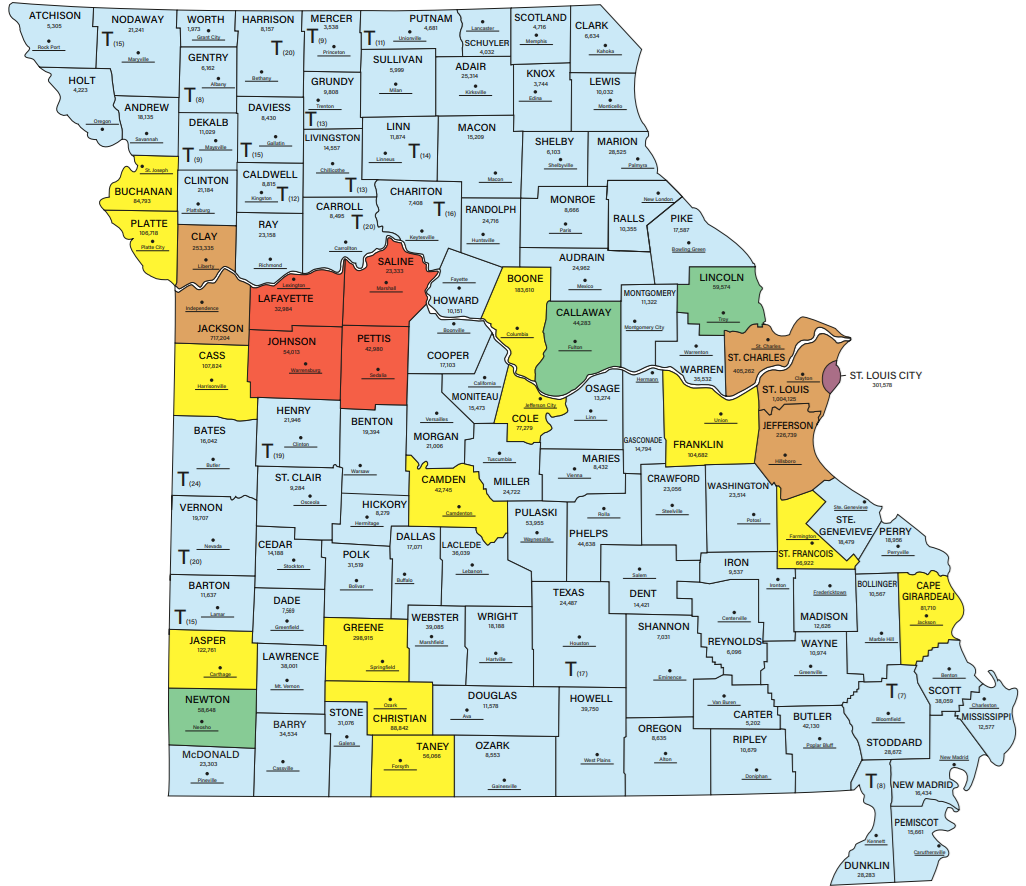 ATCHISON
5,305
Rock Port
NODAWAY
21,241
T(15)
Maryville
WORTH
1,973
Grant City
HARRISON
8,157
T(20)
Bethany
MERCER
3,538
T(9)
Princeton
PUTNAM
4,681
T(11)
Unionville
Lancaster
SCHUYLER
4,032
SCOTLAND
4,716
Memphis
CLARK
6,634
Kahoka
HOLT
4,223
Oregon
GENTRY
6,162
Albany
T(8)
SULLIVAN
5,999
Milan
ADAIR
25,314
Kirksville
KNOX
3,744
Edina
LEWIS
10,032
Monticello
GRUNDY
9,808
Trenton
T(13)
ANDREW
18,135
Savannah
DEKALB
11,029
Maysville
T(9)
DAVIESS
8,430
Gallatin
T(15)
LIVINGSTON
14,557
Chillicothe
T(13)
LINN
11,874
Linneus
T(14)
MACON
15,209
Macon
SHELBY
6,103
Shelbyville
MARION
28,525
Palmyra
St. Joseph
BUCHANAN
84,793
CLINTON
21,184
Plattsburg
CALDWELL
8,815
Kingston
T(12)
CARROLL
8,495
T(20)
Carrollton
CHARITON
7,408
T(16)
Keytesville
RANDOLPH
24,716
Huntsville
MONROE
8,666
Paris
RALLS
10,355
New London
PIKE
17,587
Bowling Green
PLATTE
106,718
Platte City
CLAY
253,335
Liberty
RAY
23,158
Richmond
SALINE
23,333
Marshall
AUDRAIN
24,962
Mexico
Lexington
LAFAYETTE
32,984
Fayette
HOWARD
10,151
BOONE
183,610
Columbia
CALLAWAY
44,283
Fulton
MONTGOMERY
11,322
Montgomery City
LINCOLN
59,574
Troy
Independence
JACKSON
717,204
JOHNSON
54,013
Warrensburg
PETTIS
42,980
Sedalia
Boonville
COOPER
17,103
Warrenton
WARREN
35,532
St. Charles
ST. CHARLES
405,262
Clayton
ST. LOUIS
1,004,125
ST. LOUIS CITY
301,578
CASS
107,824
Harrisonville
California
MONITEAU
15,473
Jefferson City
COLE
77,279
OSAGE
13,274
Linn
Hermann
GASCONADE
14,794
Union
FRANKLIN
104,682
JEFFERSON
226,739
Hillsboro
HENRY
21,946
Clinton
T(19)
BENTON
19,394
Warsaw
Versailles
MORGAN
21,006
BATES
16,042
Butler
T(24)
ST. CLAIR
9,284
Osceola
HICKORY
8,279
Hermitage
CAMDEN
42,745
Camdenton
Tuscumbia
MILLER
24,722
MARIES
8,432
Vienna
CRAWFORD
23,056
Steelville
WASHINGTON
23,514
Potosi
Farmington
ST. FRANCOIS
66,922
Ste. Genevieve
STE.
GENEVIEVE
18,479
PERRY
18,956
Perryville
VERNON
19,707
Nevada
T(20)
CEDAR
14,188
Stockton
POLK
31,519
Bolivar
DALLAS
17,071
Buffalo
LACLEDE
36,039
Lebanon
PULASKI
53,955
Waynesville
Rolla
PHELPS
44,638
Salem
DENT
14,421
IRON
9,537
Ironton
Fredericktown
MADISON
12,626
BOLLINGER
10,567
Marble Hill
CAPE
GIRARDEAU
81,710
Jackson
BARTON
11,637
Lamar
T(15)
DADE
7,569
Greenfield
GREENE
298,915
Springfield
WEBSTER
39,085
Marshfield
WRIGHT
18,188
Hartville
TEXAS
24,487
Houston
T(17)
SHANNON
7,031
Eminence
Centerville
REYNOLDS
6,096
WAYNE
10,974
Greenville
JASPER
122,761
Carthage
LAWRENCE
38,001
Mt. Vernon
NEWTON
58,648
Neosho
STONE
31,076
Galena
Ozark
CHRISTIAN
88,842
DOUGLAS
11,578
Ava
HOWELL
39,750
West Plains
Van Buren
CARTER
5,202
BUTLER
42,130
Poplar Bluff
T(7)
Bloomfield
STODDARD
28,672
Benton
SCOTT
38,059
Charleston
MISSISSIPPI
12,577
BARRY
34,534
Cassville
McDONALD
23,303
Pineville
TANEY
56,066
Forsyth
OZARK
8,553
Gainesville
OREGON
8,635
Alton
RIPLEY
10,679
Doniphan
New Madrid
NEW MADRID
16,434
T(8)
Kennett
DUNKLIN
28,283
PEMISCOT
15,661
Caruthersville